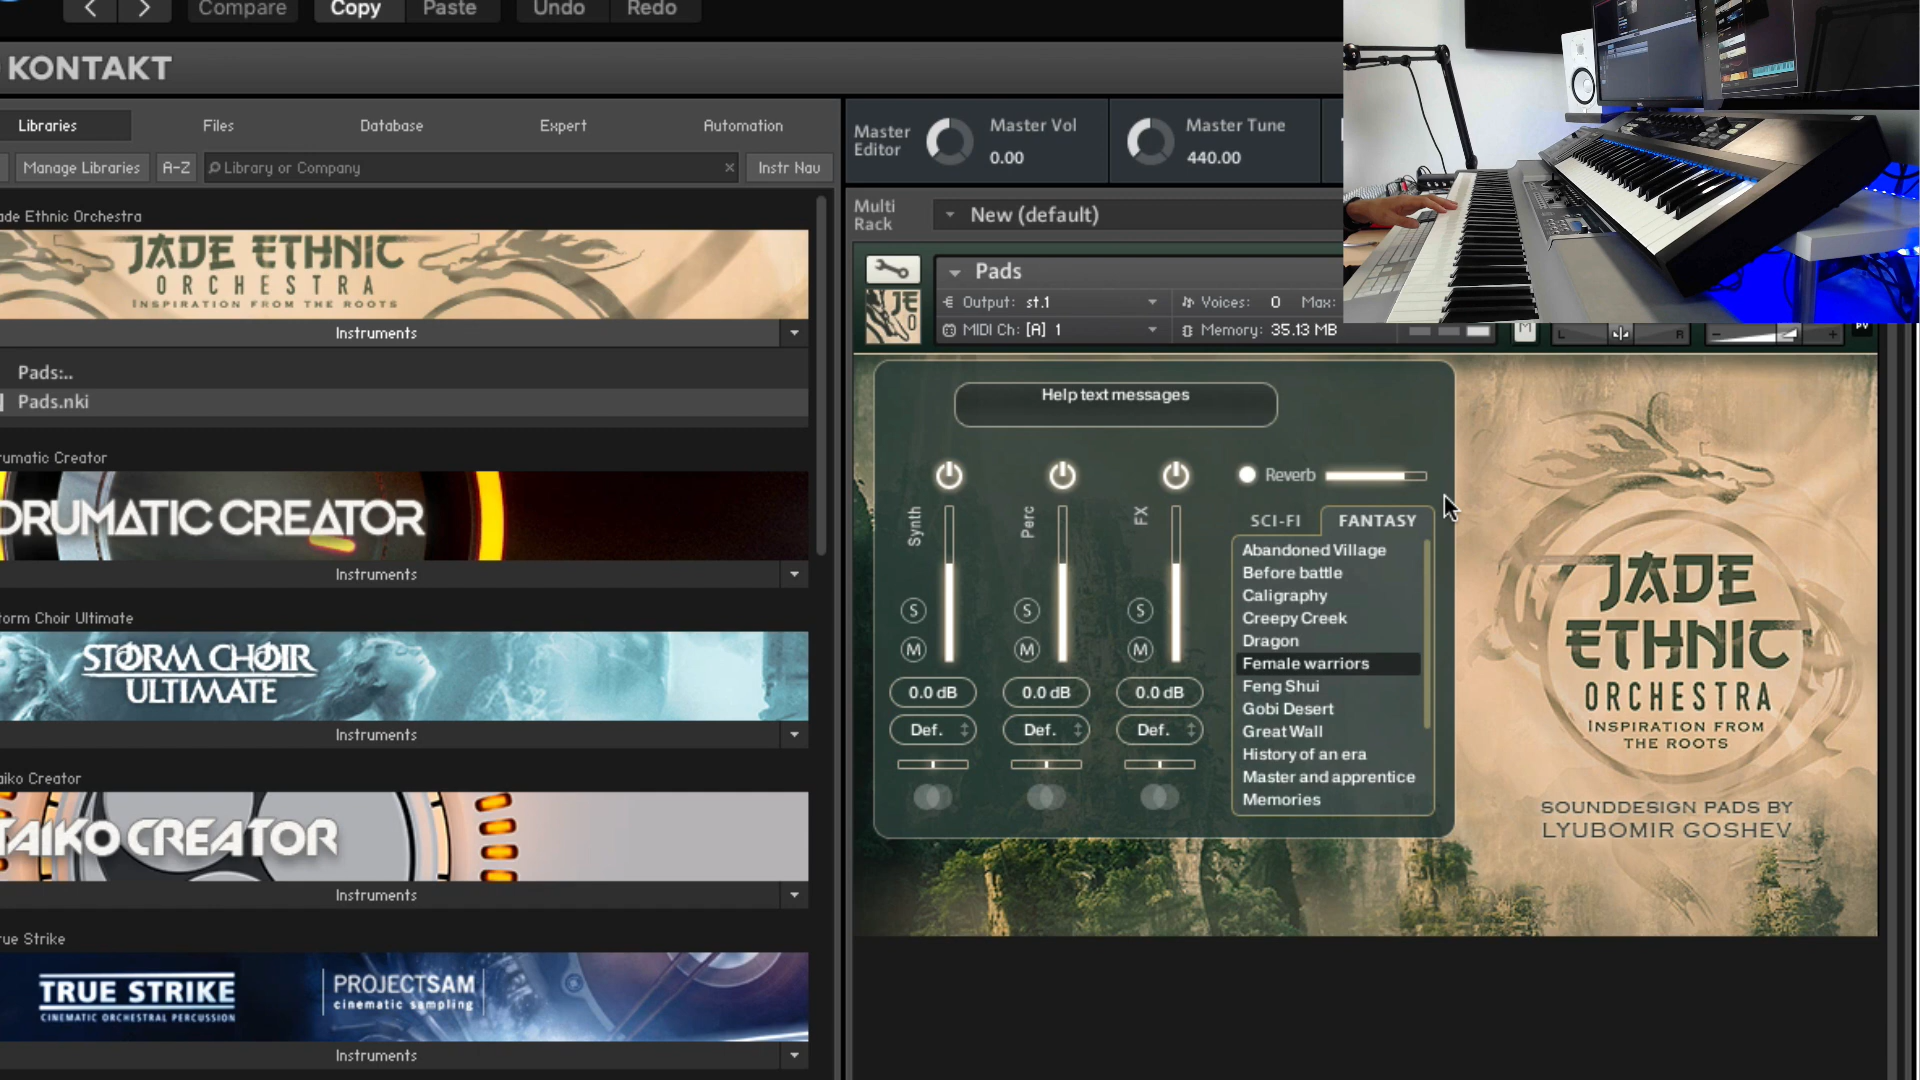 Compare
Copy
Paste
Undo
Redo
KONTAKT
Libraries
Files
Database
Expert
Automation
Manage Libraries
A-Z
Library or Company
×
Instr Nav
ade Ethnic Orchestra
JADE ETHNIC
ORCHESTRA
INSPIRATION FROM THE ROOTS
Instruments
Pads:..
Pads.nki
rumatic Creator
DRUMATIC CREATOR
Instruments
torm Choir Ultimate
STORM CHOIR
ULTIMATE
Instruments
aiko Creator
TAIKO CREATOR
Instruments
rue Strike
TRUE STRIKE
CINEMATIC ORCHESTRAL PERCUSSION
PROJECTSAM
cinematic sampling
Instruments
Master
Editor
Master Vol
0.00
Master Tune
440.00
Multi
Rack
New (default)
Pads
Output: st.1
Voices: 0 Max:
MIDI Ch: [A] 1
Memory: 35.13 MB
JE
O
M
L
R
- +
PV
Help text messages
Synth
Perc
FX
Reverb
S
S
S
M
M
M
0.0 dB
0.0 dB
0.0 dB
Def.
Def.
Def.
SCI-FI
FANTASY
Abandoned Village
Before battle
Caligraphy
Creepy Creek
Dragon
Female warriors
Feng Shui
Gobi Desert
Great Wall
History of an era
Master and apprentice
Memories
JADE
ETHNIC
ORCHESTRA
INSPIRATION FROM
THE ROOTS
SOUNDDESIGN PADS BY
LYUBOMIR GOSHEV